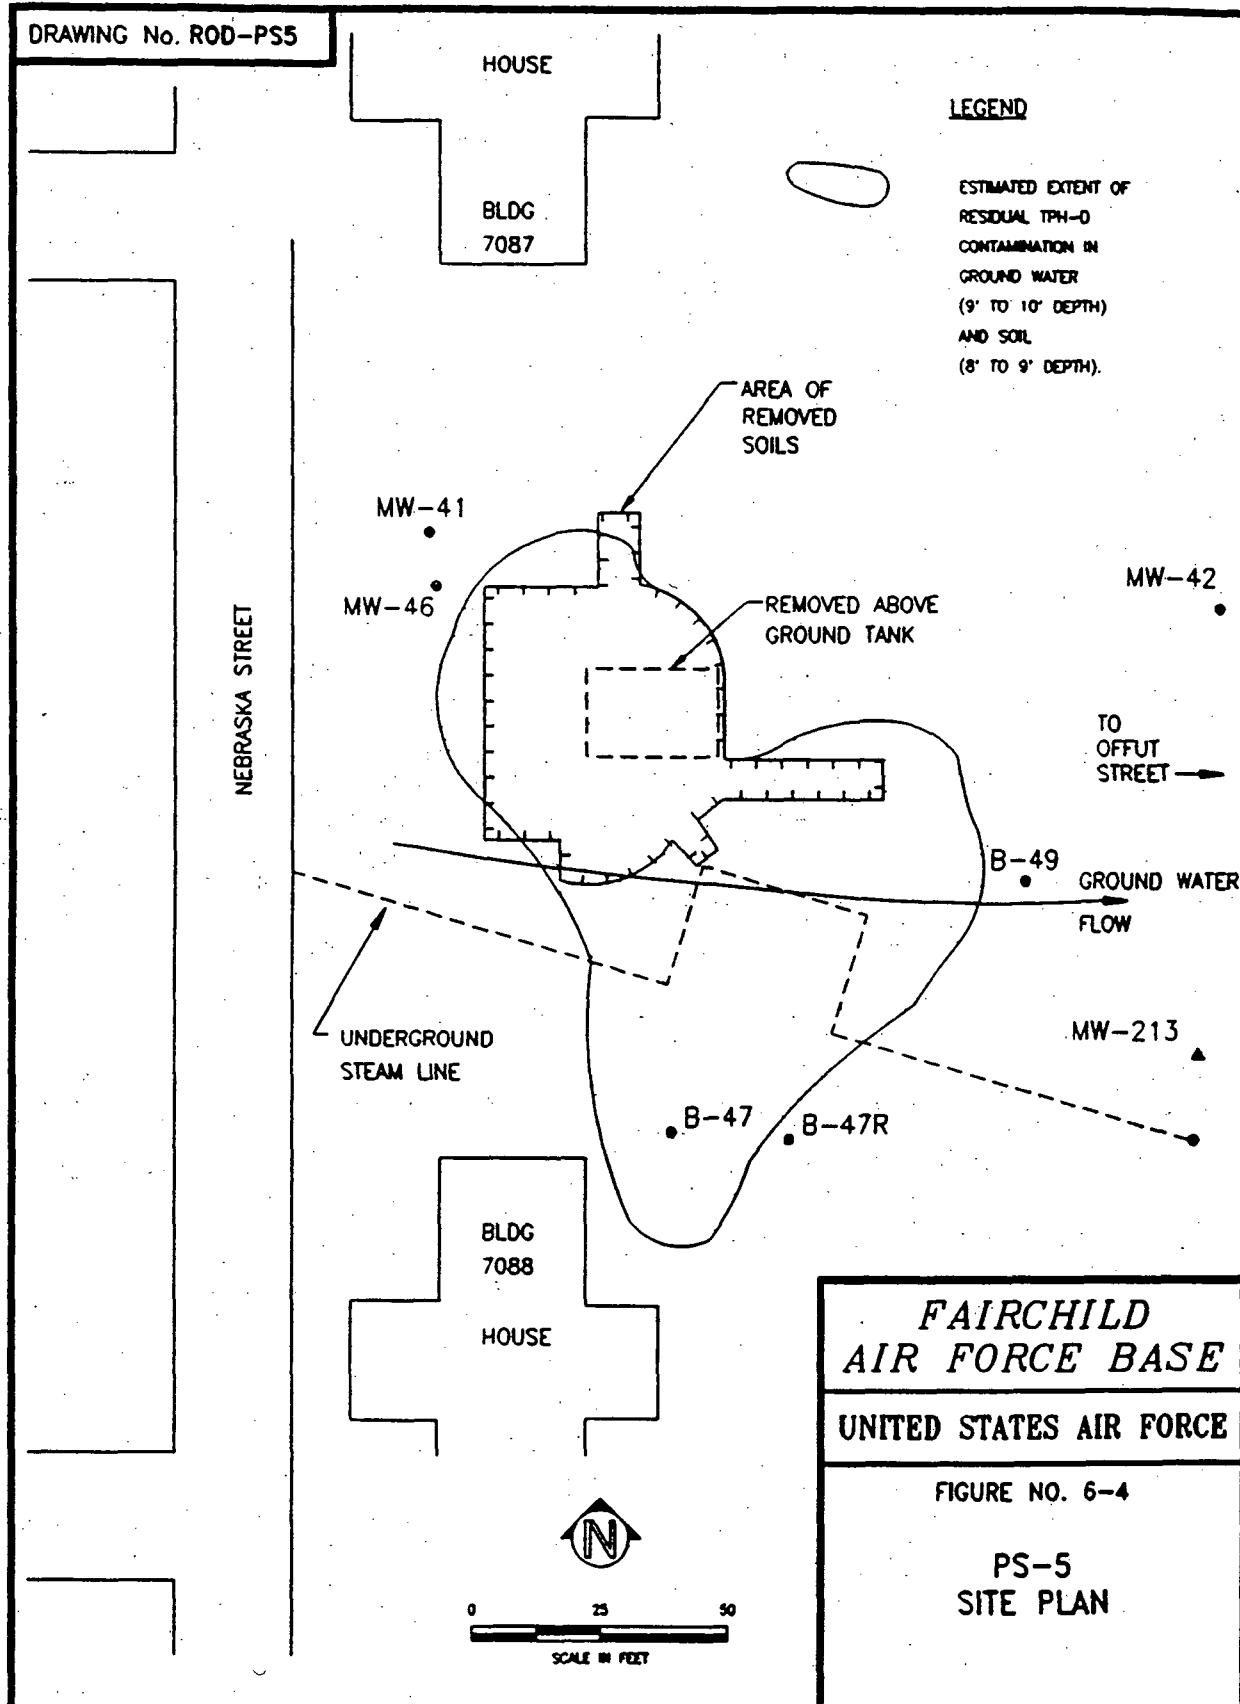 DRAWING No. ROD-PS5
HOUSE
BLDG
7087
LEGEND
ESTIMATED EXTENT OF
RESIDUAL TPH-D
CONTAMINATION IN
GROUND WATER
(9' TO 10' DEPTH)
AND SOIL
(8' TO 9' DEPTH).
AREA OF
REMOVED
SOILS
MW-41
MW-46
MW-42
REMOVED ABOVE
GROUND TANK
NEBRASKA STREET
TO
OFFUT
STREET
B-49
GROUND WATER
FLOW
UNDERGROUND
STEAM LINE
MW-213
B-47
B-47R
BLDG
7088
HOUSE
N
0 25 50
SCALE IN FEET
FAIRCHILD
AIR FORCE BASE
UNITED STATES AIR FORCE
FIGURE NO. 6-4
PS-5
SITE PLAN